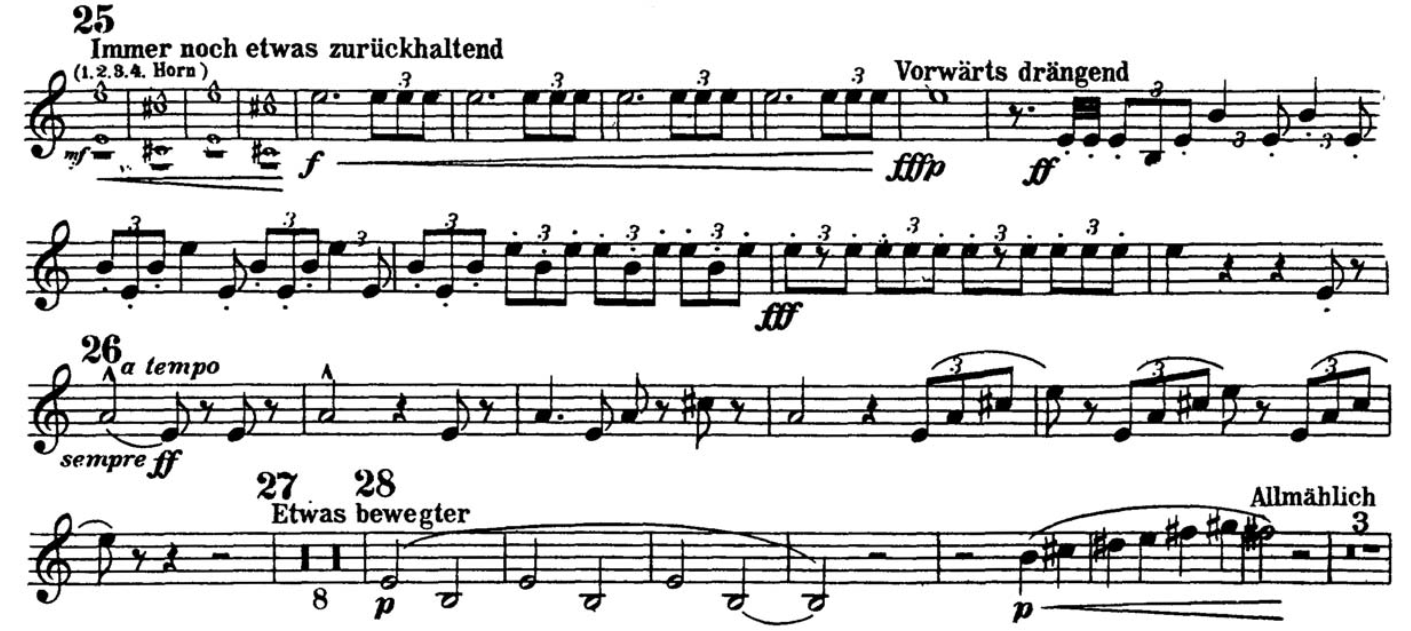 25
Immer noch etwas zurückhaltend
(1.2.3.4. Horn)
3 3 3 3
Vorwärts drängend
3 3 3
mf f fffp ff
3 3 3 3 3 3 3 3 3 3 3 3
fff
26
a tempo
3 3 3
sempre ff
27 28
Etwas bewegter
Allmählich
3
8 p p